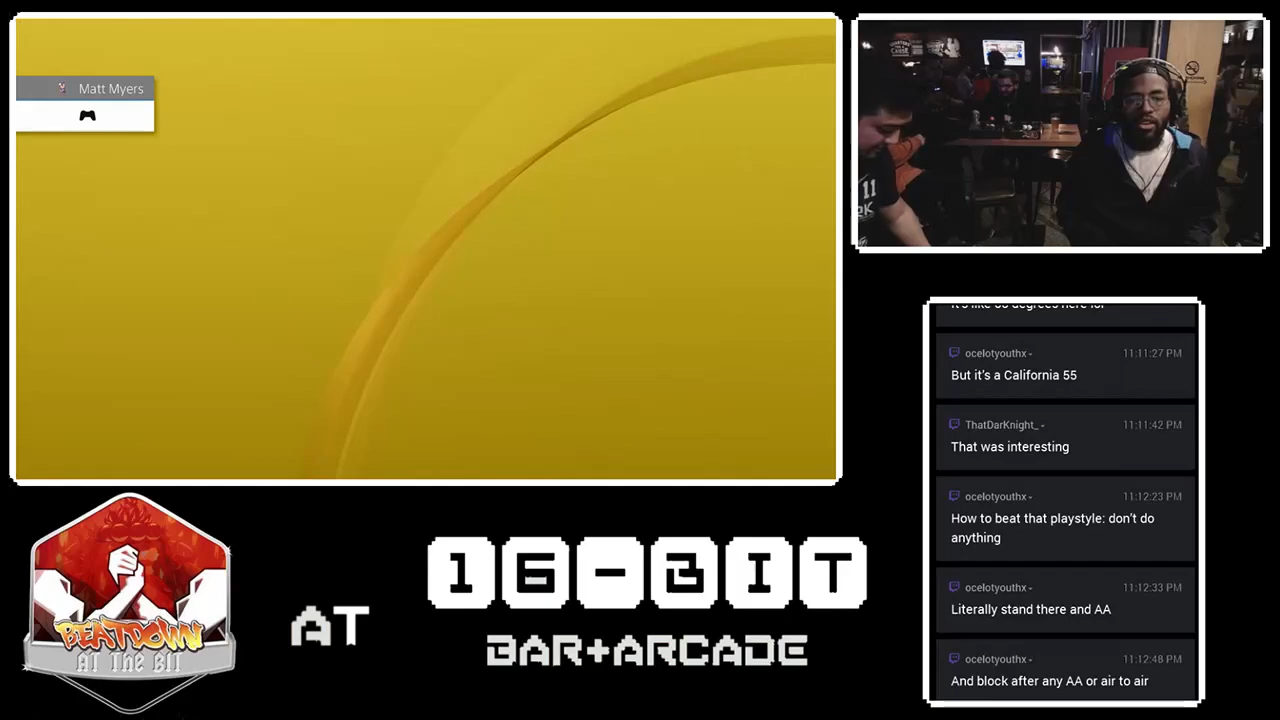 Matt Myers
11
ocelotyouthx
11:11:27 PM
But it's a California 55
ThatDarKnight_
11:11:42 PM
That was interesting
ocelotyouthx
11:12:23 PM
How to beat that playstyle: don't do
anything
ocelotyouthx
11:12:33 PM
Literally stand there and AA
ocelotyouthx
11:12:48 PM
And block after any AA or air to air
BEATDOWN
AT THE BIT
AT
16-BIT
BAR+ARCADE